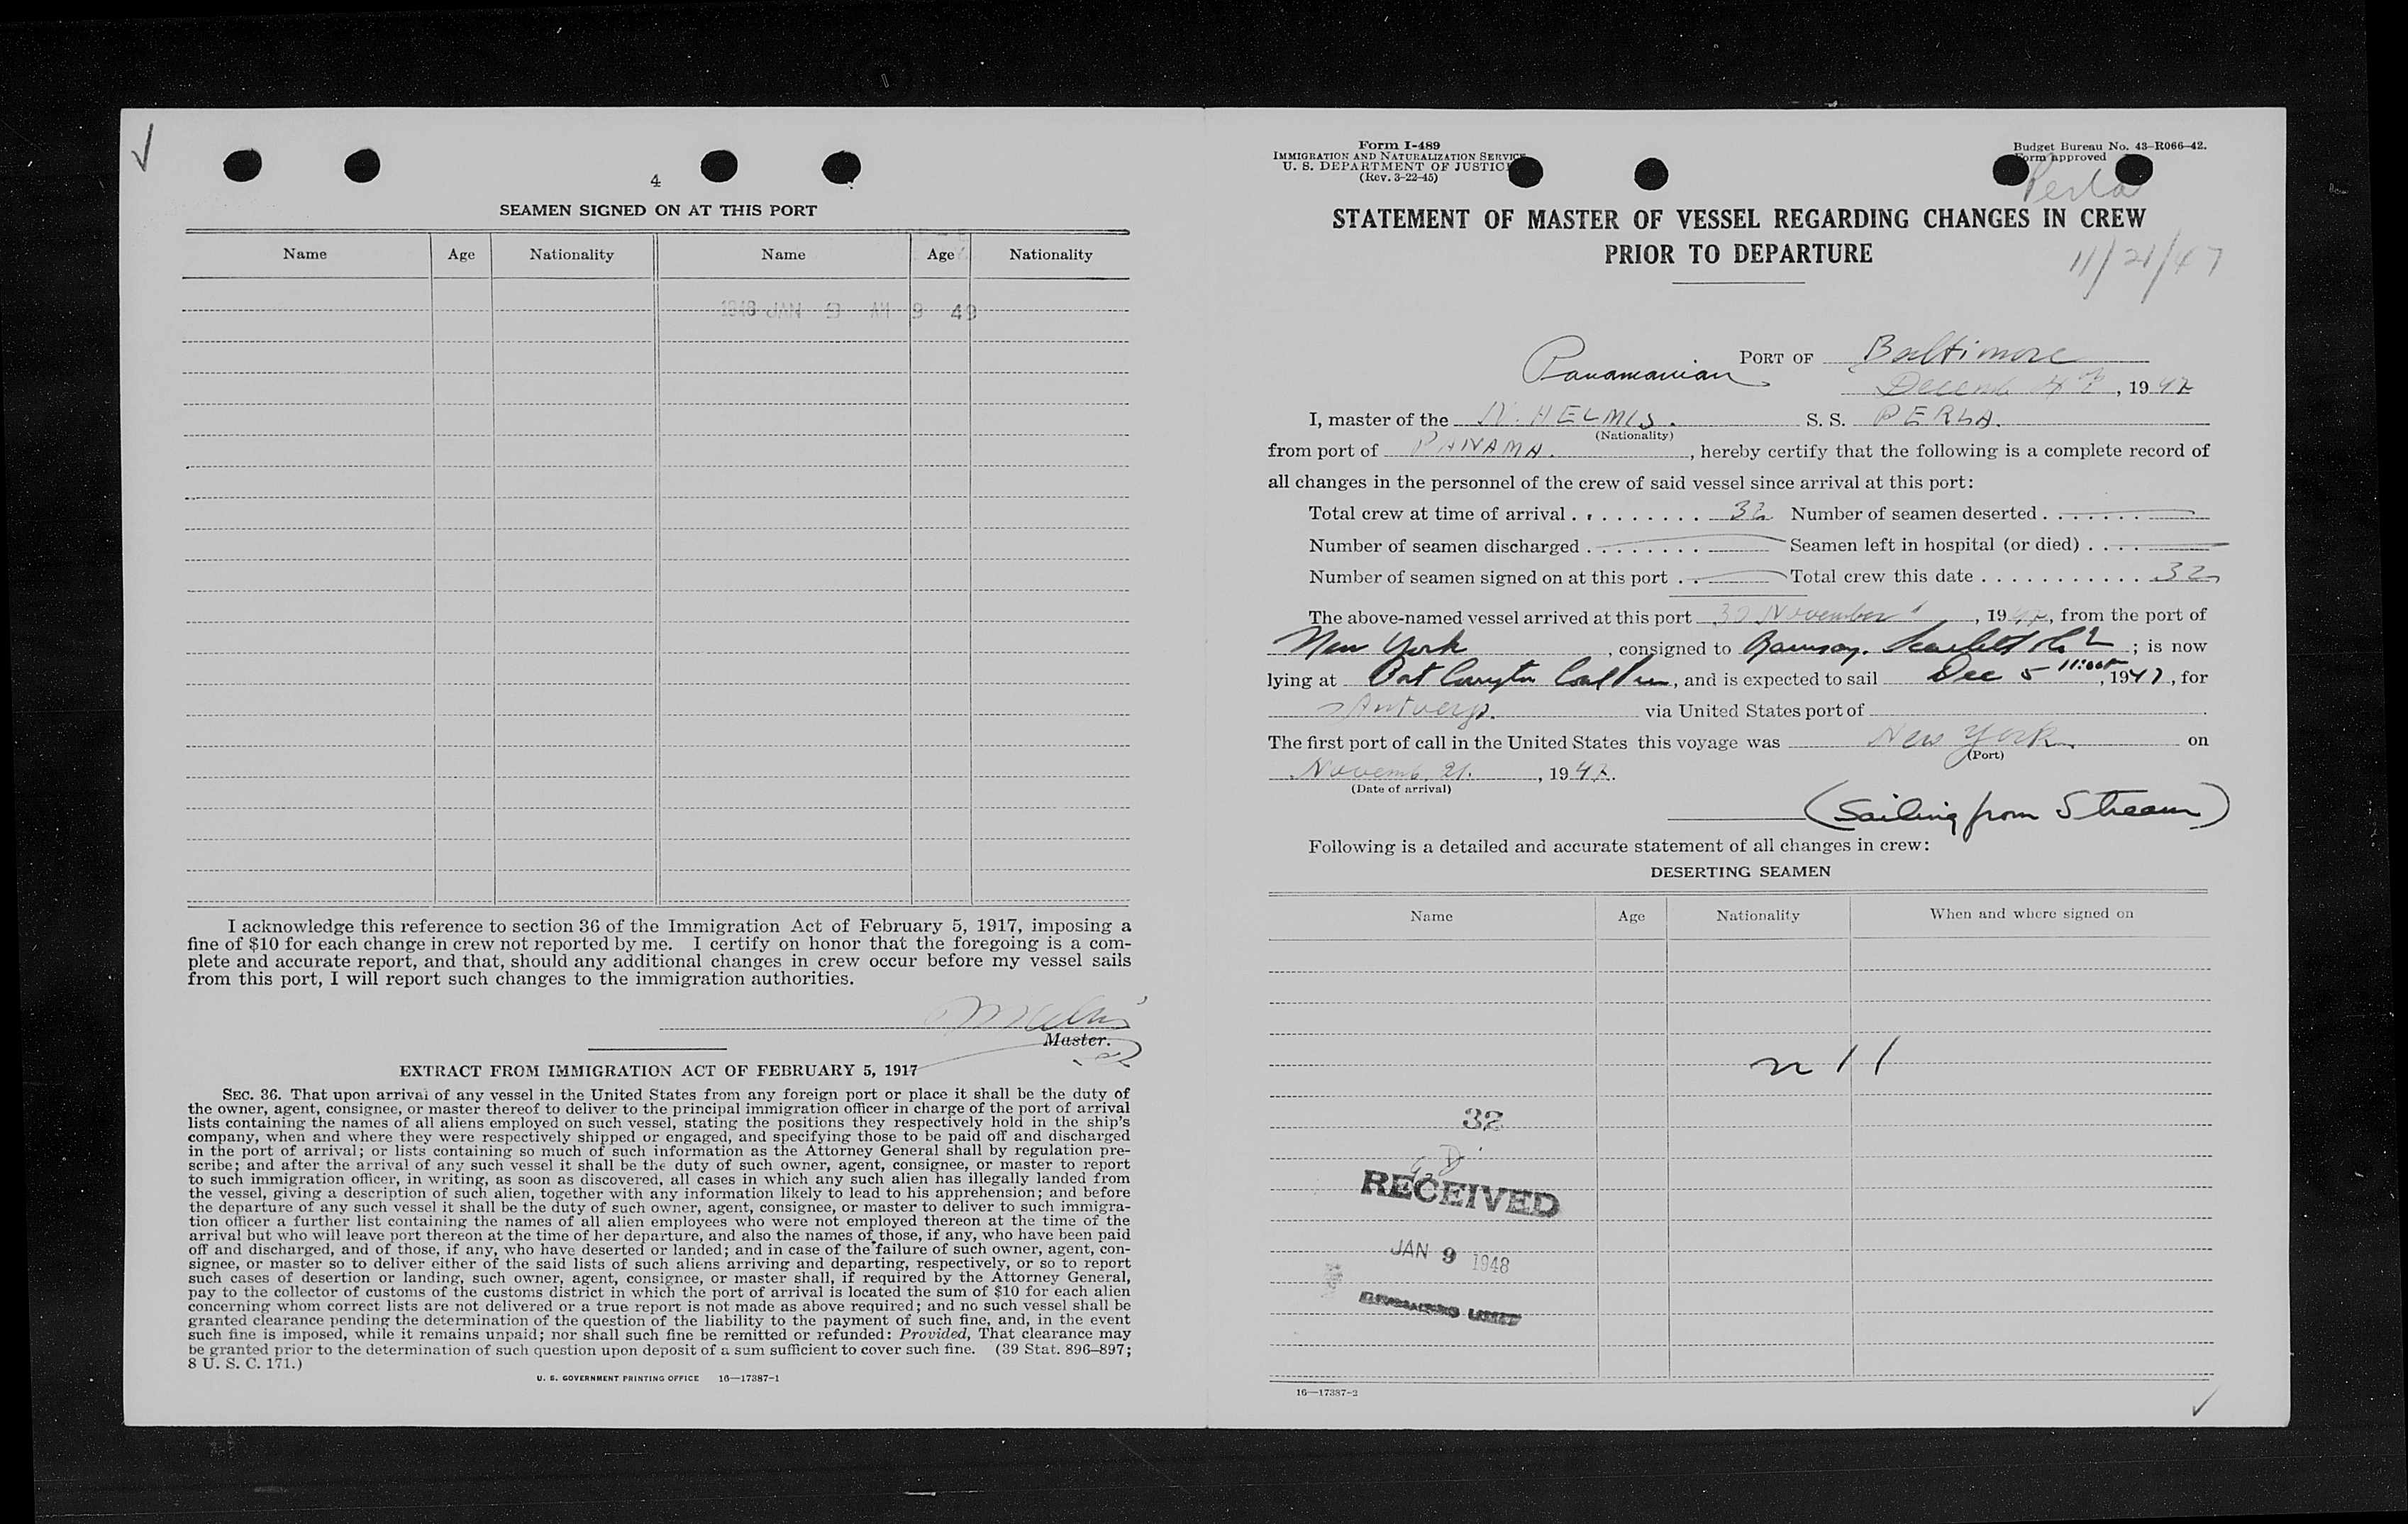 4
SEAMEN SIGNED ON AT THIS PORT
Name Age Nationality Name Age Nationality
1948 JAN 9 AM 9 49
I acknowledge this reference to section 36 of the Immigration Act of February 5, 1917, imposing a
fine of $10 for each change in crew not reported by me. I certify on honor that the foregoing is a com-
plete and accurate report, and that, should any additional changes in crew occur before my vessel sails
from this port, I will report such changes to the immigration authorities.
Master.
EXTRACT FROM IMMIGRATION ACT OF FEBRUARY 5, 1917
SEC. 36. That upon arrival of any vessel in the United States from any foreign port or place it shall be the duty of
the owner, agent, consignee, or master thereof to deliver to the principal immigration officer in charge of the port of arrival
lists containing the names of all aliens employed on such vessel, stating the positions they respectively hold in the ship's
company, when and where they were respectively shipped or engaged, and specifying those to be paid off and discharged
in the port of arrival; or lists containing so much of such information as the Attorney General shall by regulation pre-
scribe; and after the arrival of any such vessel it shall be the duty of such owner, agent, consignee, or master to report
to such immigration officer, in writing, as soon as discovered, all cases in which any such alien has illegally landed from
the vessel, giving a description of such alien, together with any information likely to lead to his apprehension; and before
the departure of any such vessel it shall be the duty of such owner, agent, consignee, or master to deliver to such immigra-
tion officer a further list containing the names of all alien employees who were not employed thereon at the time of the
arrival but who will leave port thereon at the time of her departure, and also the names of those, if any, who have been paid
off and discharged, and of those, if any, who have deserted or landed; and in case of the failure of such owner, agent, con-
signee, or master so to deliver either of the said lists of such aliens arriving and departing, respectively, or so to report
such cases of desertion or landing, such owner, agent, consignee, or master shall, if required by the Attorney General,
pay to the collector of customs of the customs district in which the port of arrival is located the sum of $10 for each alien
concerning whom correct lists are not delivered or a true report is not made as above required; and no such vessel shall be
granted clearance pending the determination of the question of the liability to the payment of such fine, and, in the event
such fine is imposed, while it remains unpaid; nor shall such fine be remitted or refunded: Provided, That clearance may
be granted prior to the determination of such question upon deposit of a sum sufficient to cover such fine. (39 Stat. 896–897;
8 U. S. C. 171.)
U. S. GOVERNMENT PRINTING OFFICE 16—17387-1
Form I-489
IMMIGRATION AND NATURALIZATION SERVICE
U. S. DEPARTMENT OF JUSTICE
(Rev. 3-22-45)
Budget Bureau No. 43-R066-42.
Form approved
Perla
STATEMENT OF MASTER OF VESSEL REGARDING CHANGES IN CREW
PRIOR TO DEPARTURE
11/21/47
PORT OF Baltimore
Panamanian
Decemb 4th, 1947
I, master of the N. HELMIS. S. S. PERLA.
(Nationality)
from port of PANAMA., hereby certify that the following is a complete record of
all changes in the personnel of the crew of said vessel since arrival at this port:
Total crew at time of arrival 32 Number of seamen deserted
Number of seamen discharged Seamen left in hospital (or died)
Number of seamen signed on at this port Total crew this date 32
The above-named vessel arrived at this port 30 November, 1947, from the port of
New York, consigned to Ramsay, Scarlett ; is now
lying at, and is expected to sail Dec 5, 1947, for
Antwerp. via United States port of
The first port of call in the United States this voyage was New York on
(Port)
Novemb. 21., 1947.
(Date of arrival)
(Sailing from Stream)
Following is a detailed and accurate statement of all changes in crew:
DESERTING SEAMEN
Name Age Nationality When and where signed on
nil
32
RECEIVED
JAN 9 1948
16—17387-2